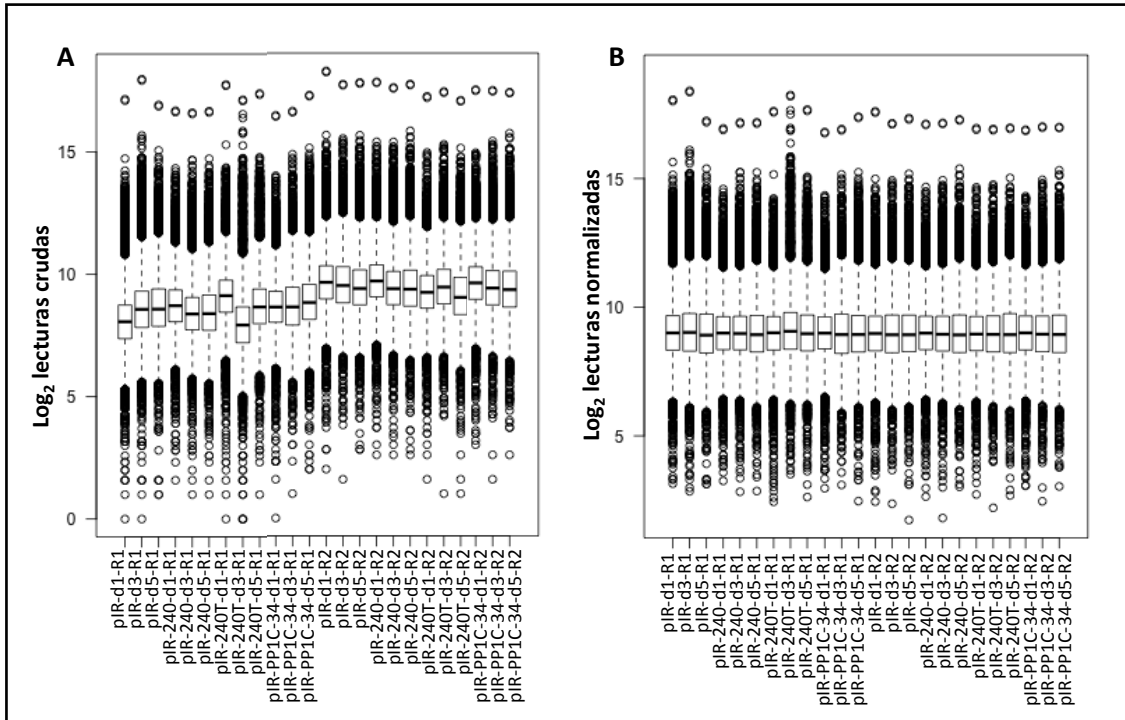 A
B
Log2 lecturas crudas
15
10
5
0
pIR-d1-R1
pIR-d3-R1
pIR-d5-R1
pIR-240-d1-R1
pIR-240-d3-R1
pIR-240-d5-R1
pIR-240T-d1-R1
pIR-240T-d3-R1
pIR-240T-d5-R1
pIR-PP1C-34-d1-R1
pIR-PP1C-34-d3-R1
pIR-PP1C-34-d5-R1
pIR-d1-R2
pIR-d3-R2
pIR-d5-R2
pIR-240-d1-R2
pIR-240-d3-R2
pIR-240-d5-R2
pIR-240T-d1-R2
pIR-240T-d3-R2
pIR-240T-d5-R2
pIR-PP1C-34-d1-R2
pIR-PP1C-34-d3-R2
pIR-PP1C-34-d5-R2
Log2 lecturas normalizadas
15
10
5
pIR-d1-R1
pIR-d3-R1
pIR-d5-R1
pIR-240-d1-R1
pIR-240-d3-R1
pIR-240-d5-R1
pIR-240T-d1-R1
pIR-240T-d3-R1
pIR-240T-d5-R1
pIR-PP1C-34-d1-R1
pIR-PP1C-34-d3-R1
pIR-PP1C-34-d5-R1
pIR-d1-R2
pIR-d3-R2
pIR-d5-R2
pIR-240-d1-R2
pIR-240-d3-R2
pIR-240-d5-R2
pIR-240T-d1-R2
pIR-240T-d3-R2
pIR-240T-d5-R2
pIR-PP1C-34-d1-R2
pIR-PP1C-34-d3-R2
pIR-PP1C-34-d5-R2